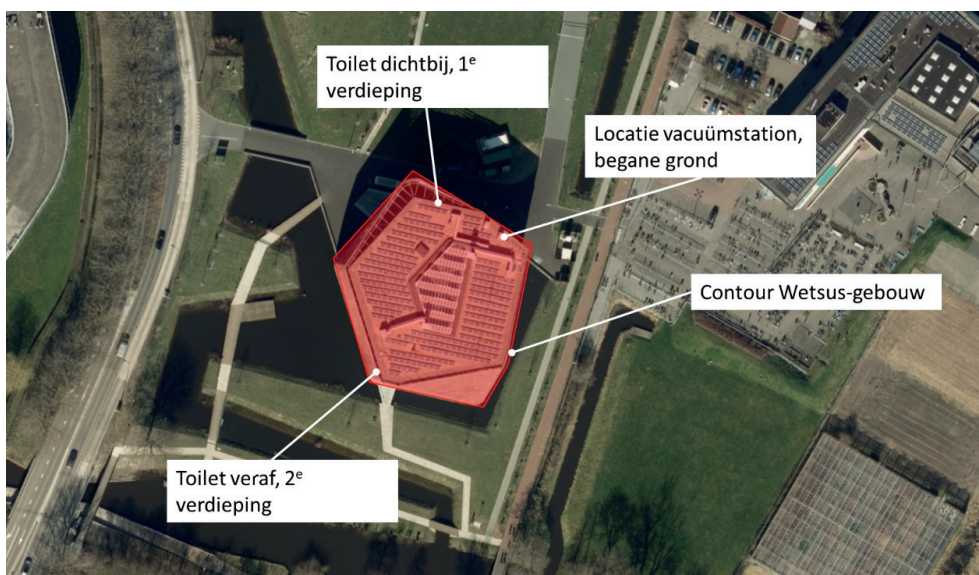 Toilet dichtbij, 1e
verdieping
Locatie vacuümstation,
begane grond
Contour Wetsus-gebouw
Toilet veraf, 2e
verdieping